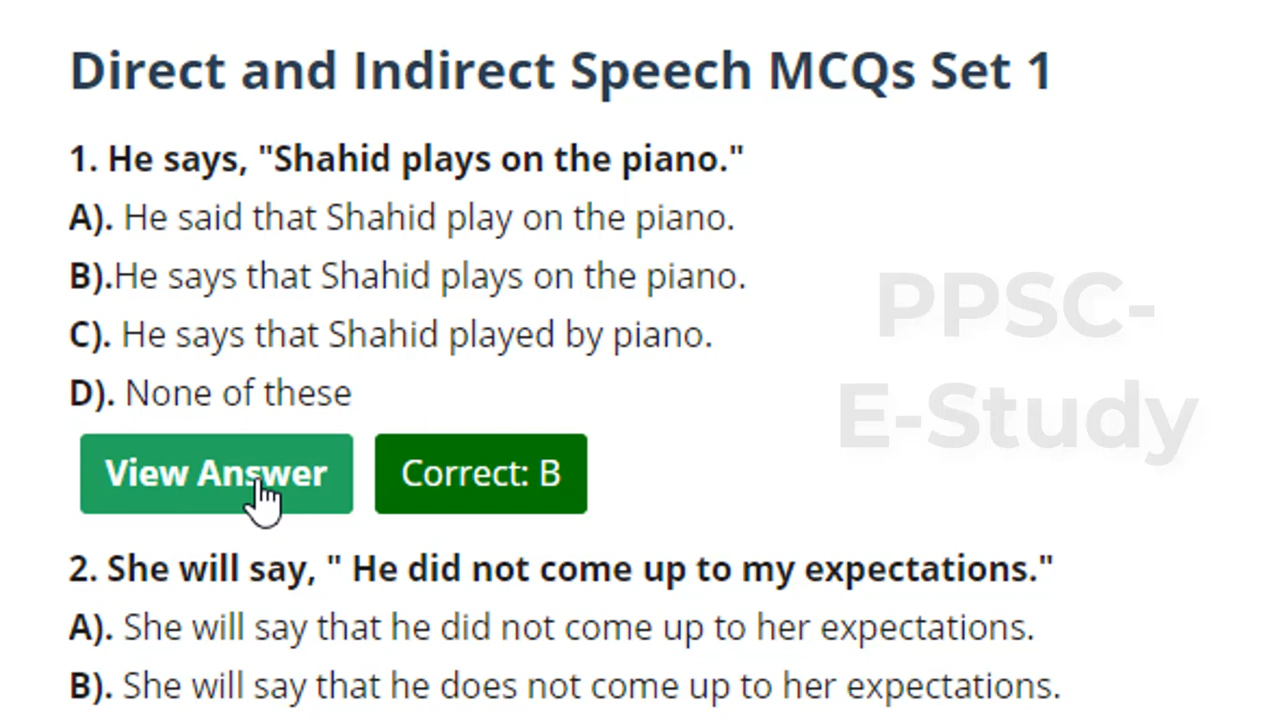 Direct and Indirect Speech MCQs Set 1
1. He says, "Shahid plays on the piano."
A). He said that Shahid play on the piano.
B).He says that Shahid plays on the piano.
C). He says that Shahid played by piano.
D). None of these
PPSC-
E-Study
View Answer
Correct: B
2. She will say, " He did not come up to my expectations."
A). She will say that he did not come up to her expectations.
B). She will say that he does not come up to her expectations.